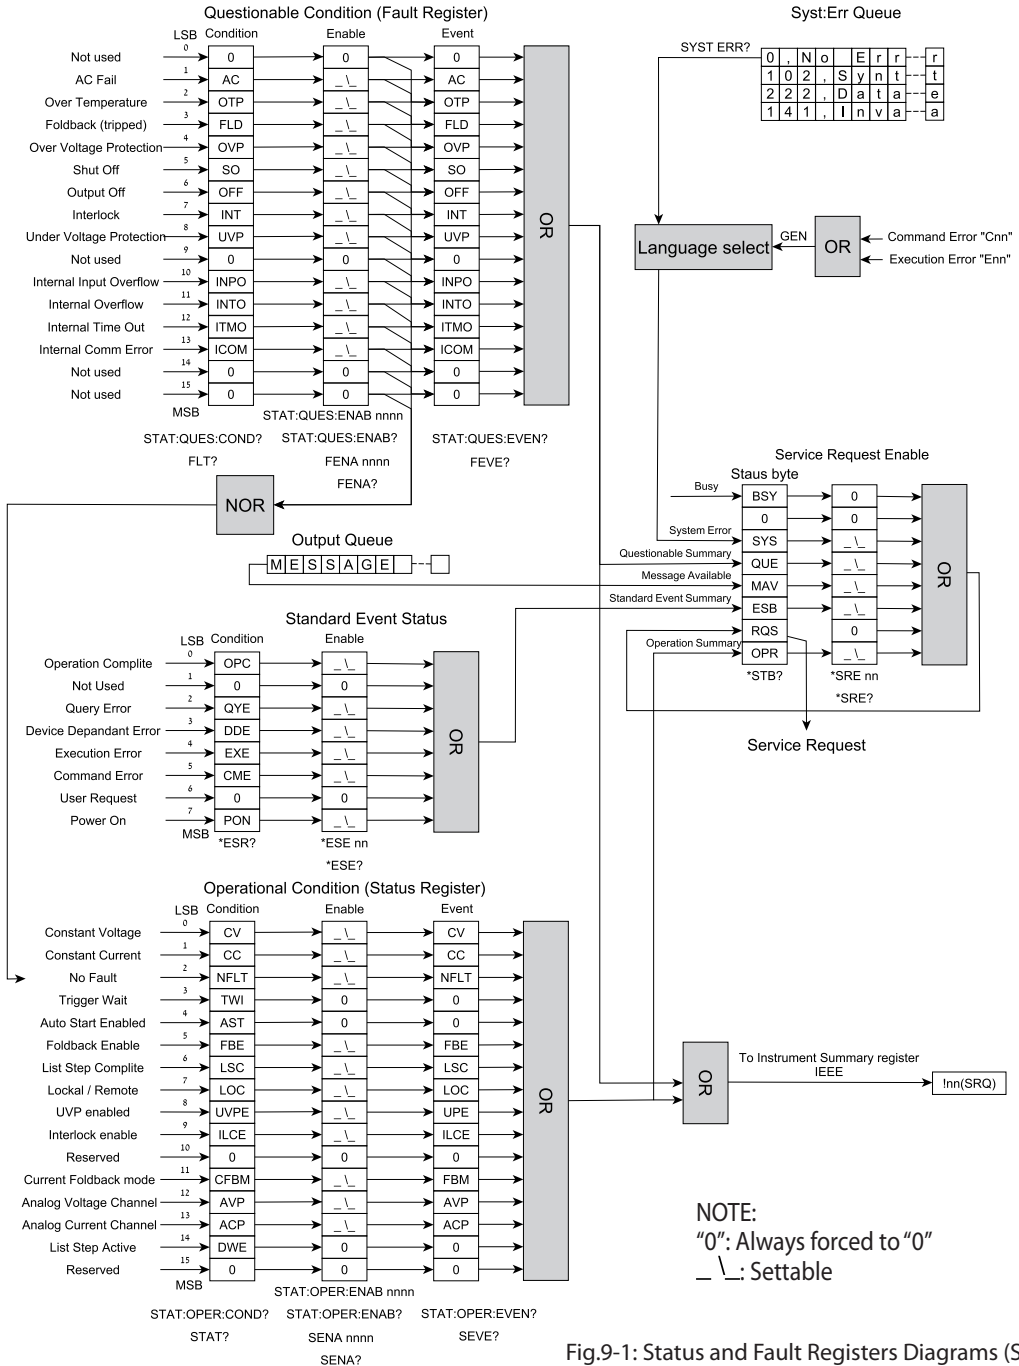 Questionable Condition (Fault Register)
LSB Condition Enable Event
Not used 0 0 0 0
AC Fail 1 AC _\_ AC
Over Temperature 2 OTP _\_ OTP
Foldback (tripped) 3 FLD _\_ FLD
Over Voltage Protection 4 OVP _\_ OVP
Shut Off 5 SO _\_ SO
Output Off 6 OFF _\_ OFF
Interlock 7 INT _\_ INT
Under Voltage Protection 8 UVP _\_ UVP
Not used 9 0 0 0
Internal Input Overflow 10 INPO _\_ INPO
Internal Overflow 11 INTO _\_ INTO
Internal Time Out 12 ITMO _\_ ITMO
Internal Comm Error 13 ICOM _\_ ICOM
Not used 14 0 0 0
Not used 15 0 0 0
MSB
OR
STAT:QUES:ENAB nnnn
STAT:QUES:COND? STAT:QUES:ENAB? STAT:QUES:EVEN?
FLT? FENA nnnn FEVE?
FENA?
NOR
Syst:Err Queue
SYST ERR?
0 , N o E r r --- r
1 0 2 , S y n t --- t
2 2 2 , D a t a --- e
1 4 1 , I n v a --- a
Language select
GEN
OR
Command Error "Cnn"
Execution Error "Enn"
Output Queue
M E S S A G E
Service Request Enable
Staus byte
Busy BSY 0
0 0
System Error SYS _\_
Questionable Summary QUE _\_
Message Available MAV _\_
Standard Event Summary ESB _\_
RQS 0
Operation Summary OPR _\_
OR
*STB? *SRE nn
*SRE?
Service Request
Standard Event Status
LSB Condition Enable
Operation Complite 0 OPC _\_
Not Used 1 0 0
Query Error 2 QYE _\_
Device Depandant Error 3 DDE _\_
Execution Error 4 EXE _\_
Command Error 5 CME _\_
User Request 6 0 0
Power On 7 PON _\_
MSB
OR
*ESR? *ESE nn
*ESE?
Operational Condition (Status Register)
LSB Condition Enable Event
Constant Voltage 0 CV _\_ CV
Constant Current 1 CC _\_ CC
No Fault 2 NFLT _\_ NFLT
Trigger Wait 3 TWI 0 0
Auto Start Enabled 4 AST 0 0
Foldback Enable 5 FBE _\_ FBE
List Step Complite 6 LSC _\_ LSC
Lockal / Remote 7 LOC _\_ LOC
UVP enabled 8 UVPE _\_ UPE
Interlock enable 9 ILCE _\_ ILCE
Reserved 10 0 0 0
Current Foldback mode 11 CFBM _\_ FBM
Analog Voltage Channel 12 AVP _\_ AVP
Analog Current Channel 13 ACP _\_ ACP
List Step Active 14 DWE 0 0
Reserved 15 0 0 0
MSB
OR
STAT:OPER:ENAB nnnn
STAT:OPER:COND? STAT:OPER:ENAB? STAT:OPER:EVEN?
STAT? SENA nnnn SEVE?
SENA?
OR
To Instrument Summary register
IEEE
!nn(SRQ)
NOTE:
“0”: Always forced to “0”
_\_: Settable
Fig.9-1: Status and Fault Registers Diagrams (S